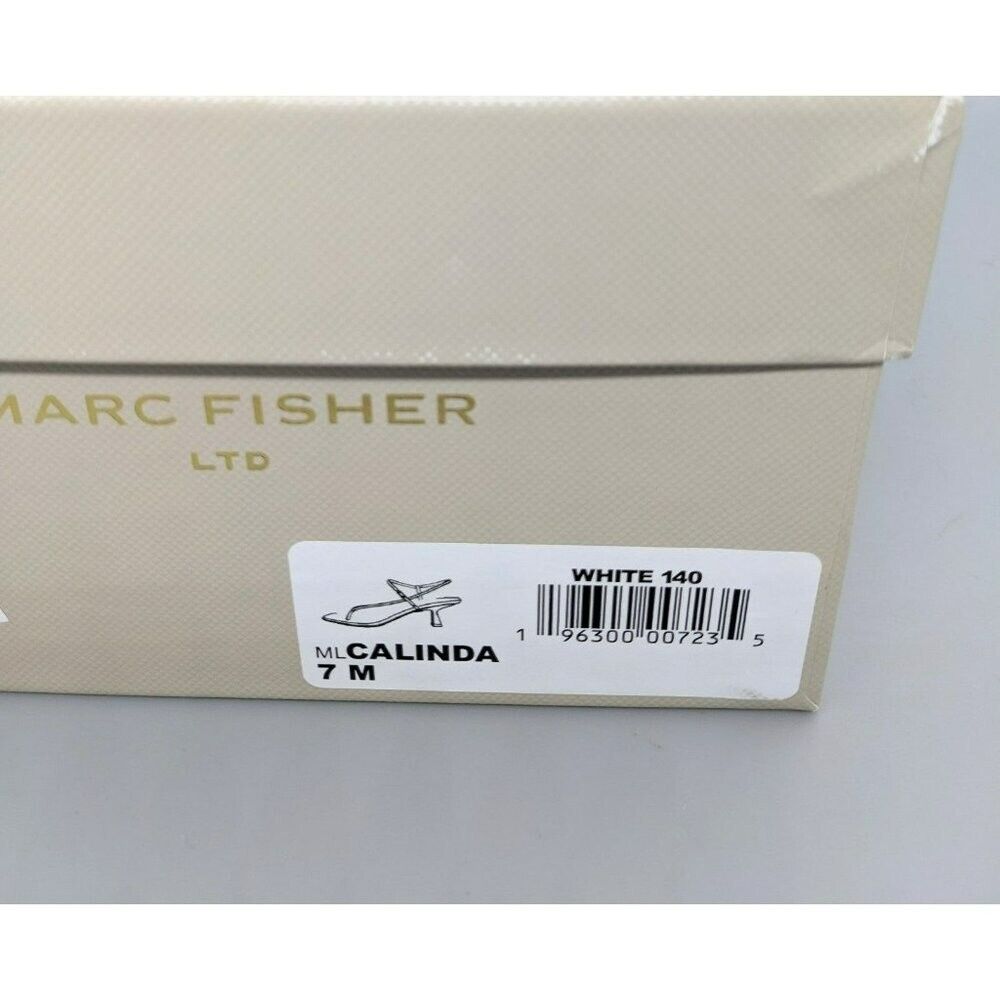 MARC FISHER
LTD
WHITE 140
1 96300 00723 5
MLCALINDA
7 M